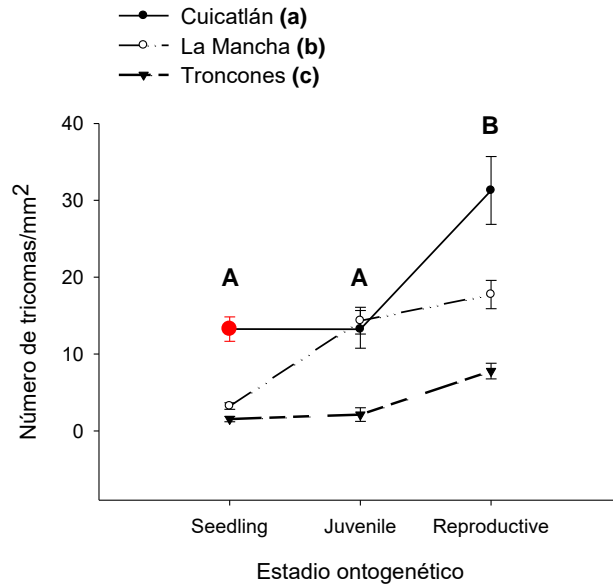 Cuicatlán (a)
La Mancha (b)
Troncones (c)
Número de tricomas/mm²
40
30
20
10
0
A
A
B
Seedling
Juvenile
Reproductive
Estadio ontogenético